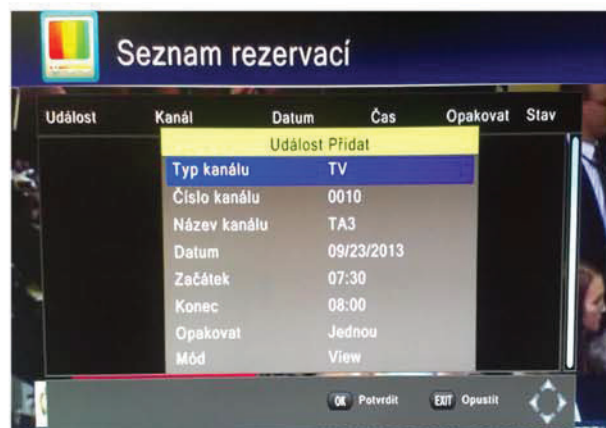 Seznam rezervací
Událost Kanál Datum Čas Opakovat Stav
Událost Přidat
Typ kanálu TV
Číslo kanálu 0010
Název kanálu TA3
Datum 09/23/2013
Začátek 07:30
Konec 08:00
Opakovat Jednou
Mód View
OK Potvrdit EXIT Opustit